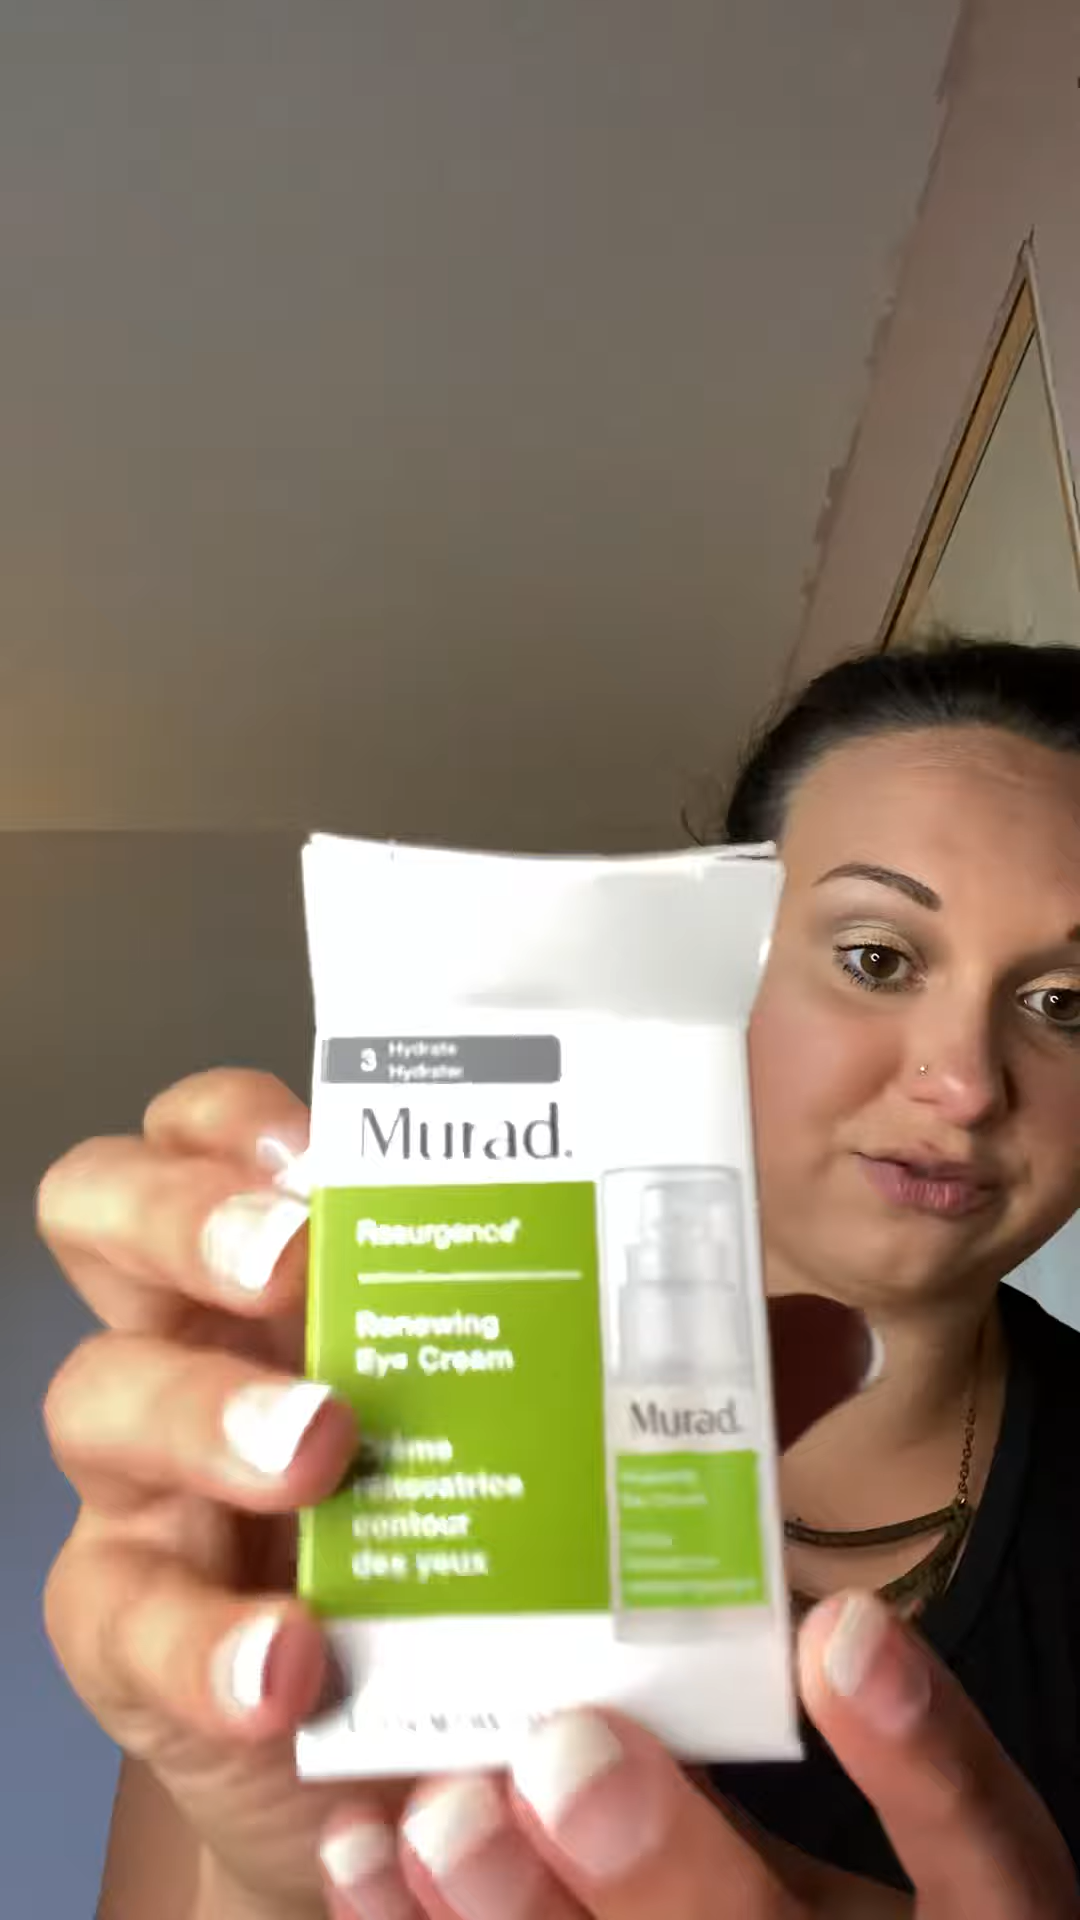 3 Hydrate
Hydrater
Murad.
Resurgence®
Renewing
Eye Cream
Crème
rénovatrice
contour
des yeux
Murad.